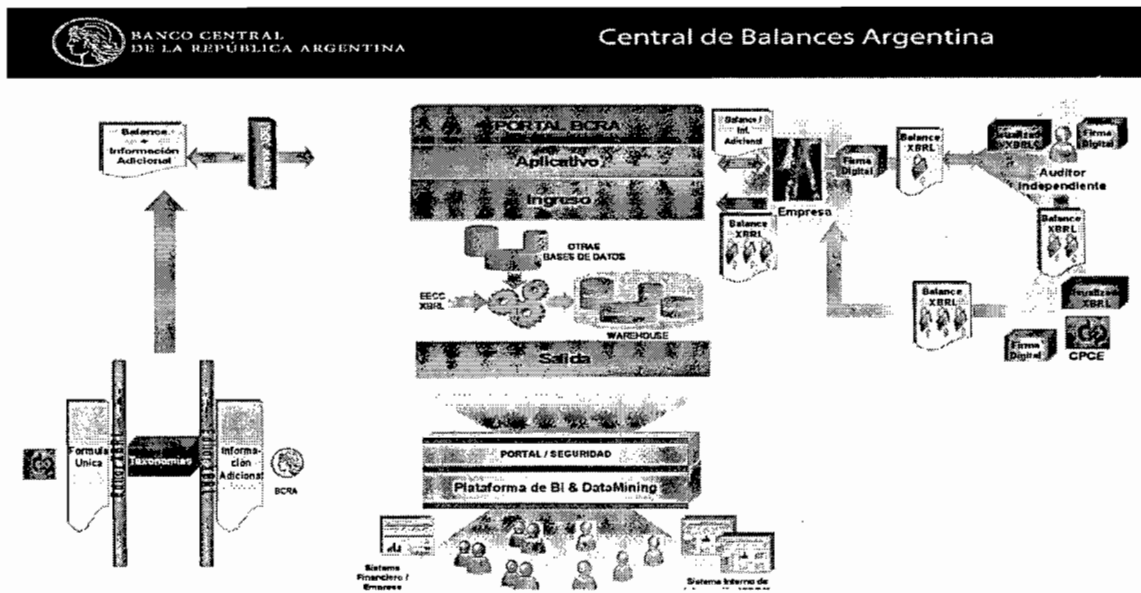 BANCO CENTRAL
DE LA REPÚBLICA ARGENTINA
Central de Balances Argentina
Balance
+
Información
Adicional
PORTAL BCRA
Aplicativo
Ingreso
OTRAS
BASES DE DATOS
EECC
XBRL
WAREHOUSE
Salida
PORTAL / SEGURIDAD
Plataforma de BI & DataMining
Sistema
Financiero /
Empresa
Sistema Interno de
Balance /
Inf.
Adicional
Empresa
Balance
XBRL
Firma
Digital
Balance
XBRL
XBRL
Firma
Digital
Auditor
Independiente
Balance
XBRL
Balance
XBRL
XBRL
Firma
Digital
CPCE
Formula
Unica
Taxonomías
Informa-
ción
Adicional
BCRA